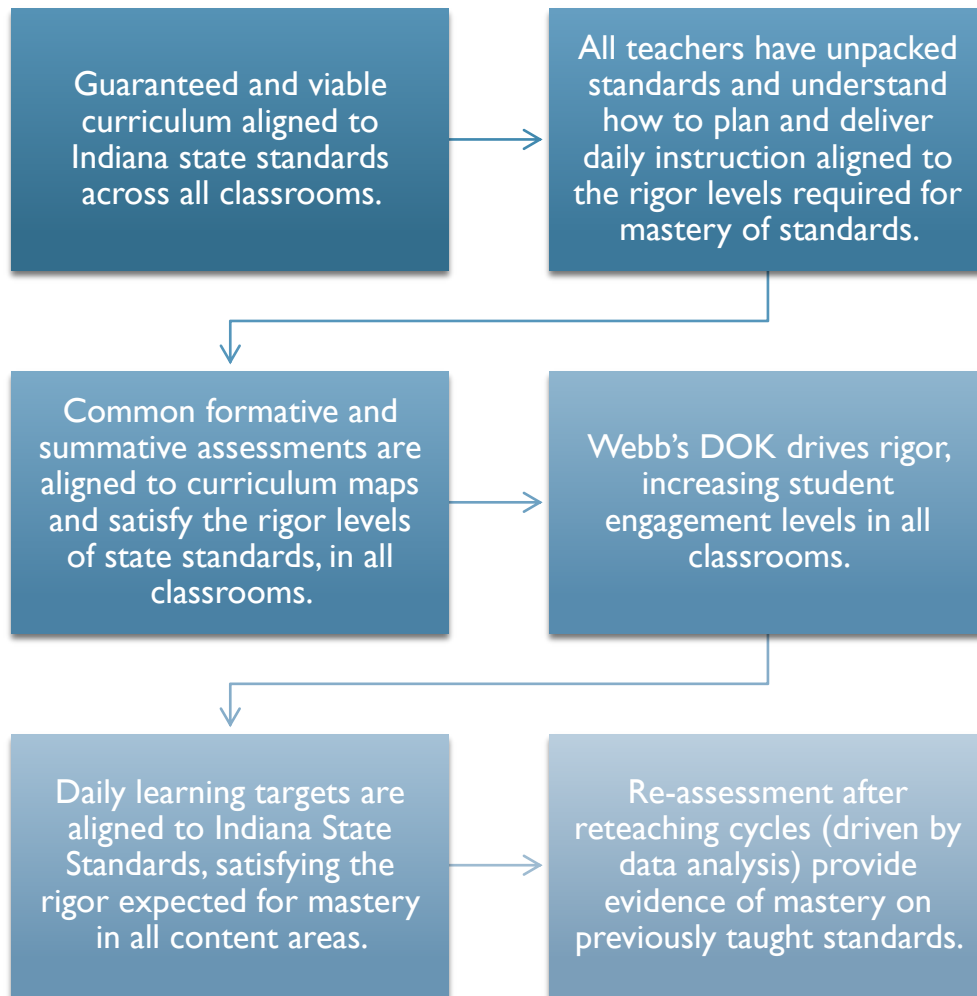 Guaranteed and viable
curriculum aligned to
Indiana state standards
across all classrooms.
All teachers have unpacked
standards and understand
how to plan and deliver
daily instruction aligned to
the rigor levels required for
mastery of standards.
Common formative and
summative assessments are
aligned to curriculum maps
and satisfy the rigor levels
of state standards, in all
classrooms.
Webb’s DOK drives rigor,
increasing student
engagement levels in all
classrooms.
Daily learning targets are
aligned to Indiana State
Standards, satisfying the
rigor expected for mastery
in all content areas.
Re-assessment after
reteaching cycles (driven by
data analysis) provide
evidence of mastery on
previously taught standards.